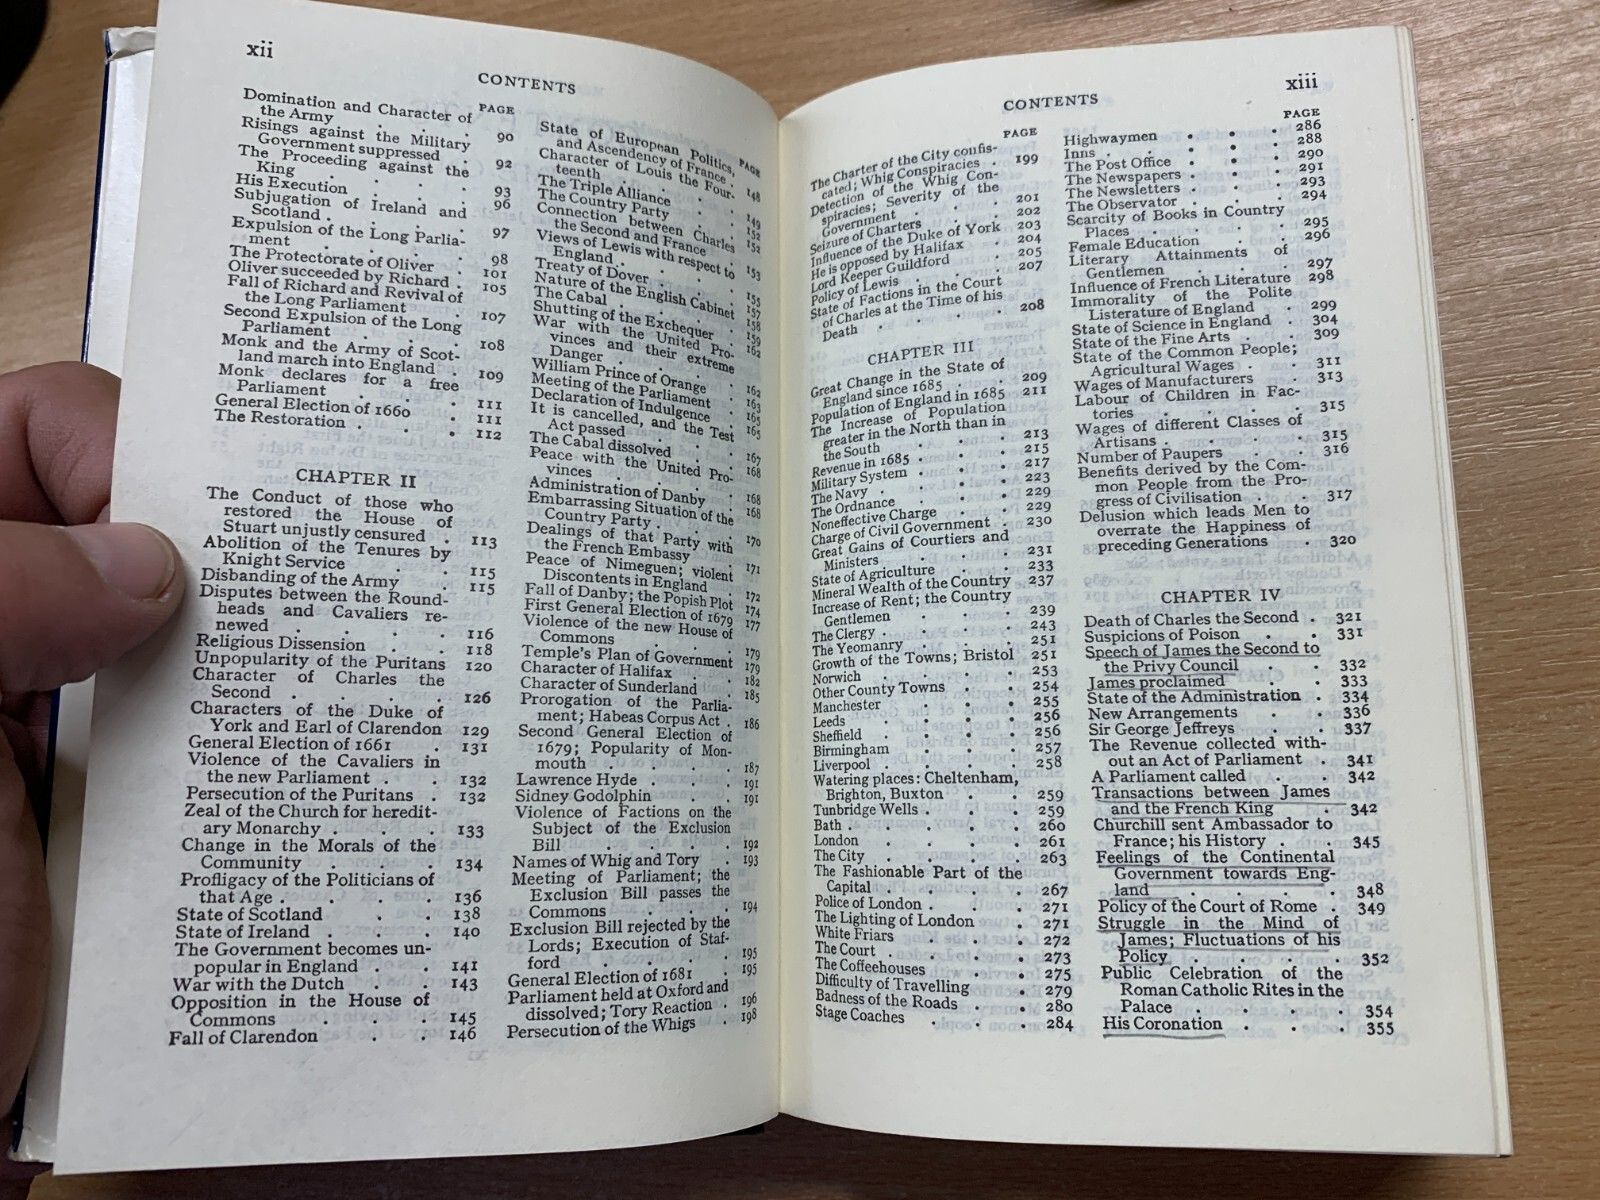 xii
CONTENTS
PAGE
Domination and Character of
the Army . . . 90
Risings against the Military
Government suppressed . 92
The Proceeding against the
King . . . . 93
His Execution . . . 96
Subjugation of Ireland and
Scotland . . . . 97
Expulsion of the Long Parlia-
ment . . . . 98
The Protectorate of Oliver . 101
Oliver succeeded by Richard . 105
Fall of Richard and Revival of
the Long Parliament . 107
Second Expulsion of the Long
Parliament . . . 108
Monk and the Army of Scot-
land march into England . 109
Monk declares for a free
Parliament . . . 111
General Election of 1660 . 111
The Restoration . . . 112
CHAPTER II
The Conduct of those who
restored the House of
Stuart unjustly censured . 113
Abolition of the Tenures by
Knight Service . . 115
Disbanding of the Army . 115
Disputes between the Round-
heads and Cavaliers re-
newed . . . . 116
Religious Dissension . . 118
Unpopularity of the Puritans 120
Character of Charles the
Second . . . . 126
Characters of the Duke of
York and Earl of Clarendon 129
General Election of 1661 . 131
Violence of the Cavaliers in
the new Parliament . . 132
Persecution of the Puritans . 132
Zeal of the Church for heredit-
ary Monarchy . . . 133
Change in the Morals of the
Community . . . 134
Profligacy of the Politicians of
that Age . . . . 136
State of Scotland . . 138
State of Ireland . . . 140
The Government becomes un-
popular in England . . 141
War with the Dutch . . 143
Opposition in the House of
Commons . . . 145
Fall of Clarendon . . 146
PAGE
State of European Politics,
and Ascendency of France . 148
Character of Louis the Four-
teenth . . . . 149
The Triple Alliance . . 152
The Country Party . . 152
Connection between Charles
the Second and France . 153
Views of Lewis with respect to
England . . . . 155
Treaty of Dover . . . 157
Nature of the English Cabinet 158
The Cabal . . . . 159
Shutting of the Exchequer . 162
War with the United Pro-
vinces and their extreme
Danger . . . . 162
William Prince of Orange . 163
Meeting of the Parliament . 165
Declaration of Indulgence . 165
It is cancelled, and the Test
Act passed . . . 167
The Cabal dissolved . . 168
Peace with the United Pro-
vinces . . . . 168
Administration of Danby . 168
Embarrassing Situation of the
Country Party . . . 170
Dealings of that Party with
the French Embassy . 171
Peace of Nimeguen; violent
Discontents in England . 172
Fall of Danby; the Popish Plot 174
First General Election of 1679 177
Violence of the new House of
Commons . . . 179
Temple's Plan of Government 179
Character of Halifax . . 182
Character of Sunderland . 185
Prorogation of the Parlia-
ment; Habeas Corpus Act . 186
Second General Election of
1679; Popularity of Mon-
mouth . . . . 187
Lawrence Hyde . . . 191
Sidney Godolphin . . 191
Violence of Factions on the
Subject of the Exclusion
Bill . . . . 192
Names of Whig and Tory . 193
Meeting of Parliament; the
Exclusion Bill passes the
Commons . . . 194
Exclusion Bill rejected by the
Lords; Execution of Staf-
ford . . . . 195
General Election of 1681 . 195
Parliament held at Oxford and
dissolved; Tory Reaction . 196
Persecution of the Whigs . 198
xiii
CONTENTS
PAGE
The Charter of the City confis-
cated; Whig Conspiracies . 199
Detection of the Whig Con-
spiracies; Severity of the
Government . . . 201
Seizure of Charters . . 202
Influence of the Duke of York 203
He is opposed by Halifax . 204
Lord Keeper Guildford . 205
Policy of Lewis . . . 207
State of Factions in the Court
of Charles at the Time of his
Death . . . . 208
CHAPTER III
Great Change in the State of
England since 1685 . . 209
Population of England in 1685 211
The Increase of Population
greater in the North than in
the South . . . 213
Revenue in 1685 . . . 215
Military System . . . 217
The Navy . . . . 223
The Ordnance . . . 229
Noneffective Charge . . 229
Charge of Civil Government . 230
Great Gains of Courtiers and
Ministers . . . 231
State of Agriculture . . 233
Mineral Wealth of the Country 237
Increase of Rent; the Country
Gentlemen . . . 239
The Clergy . . . . 243
The Yeomanry . . . 251
Growth of the Towns; Bristol 251
Norwich . . . . 253
Other County Towns . . 254
Manchester . . . 255
Leeds . . . . 256
Sheffield . . . . 256
Birmingham . . . 257
Liverpool . . . . 258
Watering places: Cheltenham,
Brighton, Buxton . . 259
Tunbridge Wells . . . 259
Bath . . . . . 260
London . . . . 261
The City . . . . 263
The Fashionable Part of the
Capital . . . . 267
Police of London . . . 271
The Lighting of London . 271
White Friars . . . 272
The Court . . . . 273
The Coffeehouses . . 275
Difficulty of Travelling . 279
Badness of the Roads . . 280
Stage Coaches . . . 284
PAGE
Highwaymen . . . 286
Inns . . . . . 288
The Post Office . . . 290
The Newspapers . . . 291
The Newsletters . . . 293
The Observator . . . 294
Scarcity of Books in Country
Places . . . . 295
Female Education . . 296
Literary Attainments of
Gentlemen . . . 297
Influence of French Literature 298
Immorality of the Polite
Listerature of England . 299
State of Science in England . 304
State of the Fine Arts . . 309
State of the Common People;
Agricultural Wages . . 311
Wages of Manufacturers . 313
Labour of Children in Fac-
tories . . . . 315
Wages of different Classes of
Artisans . . . . 315
Number of Paupers . . 316
Benefits derived by the Com-
mon People from the Pro-
gress of Civilisation . . 317
Delusion which leads Men to
overrate the Happiness of
preceding Generations . 320
CHAPTER IV
Death of Charles the Second . 321
Suspicions of Poison . . 331
Speech of James the Second to
the Privy Council . . 332
James proclaimed . . 333
State of the Administration . 334
New Arrangements . . 336
Sir George Jeffreys . . 337
The Revenue collected with-
out an Act of Parliament . 341
A Parliament called . . 342
Transactions between James
and the French King . 342
Churchill sent Ambassador to
France; his History . . 345
Feelings of the Continental
Government towards Eng-
land . . . . 348
Policy of the Court of Rome . 349
Struggle in the Mind of
James; Fluctuations of his
Policy . . . . 352
Public Celebration of the
Roman Catholic Rites in the
Palace . . . . 354
His Coronation . . . 355